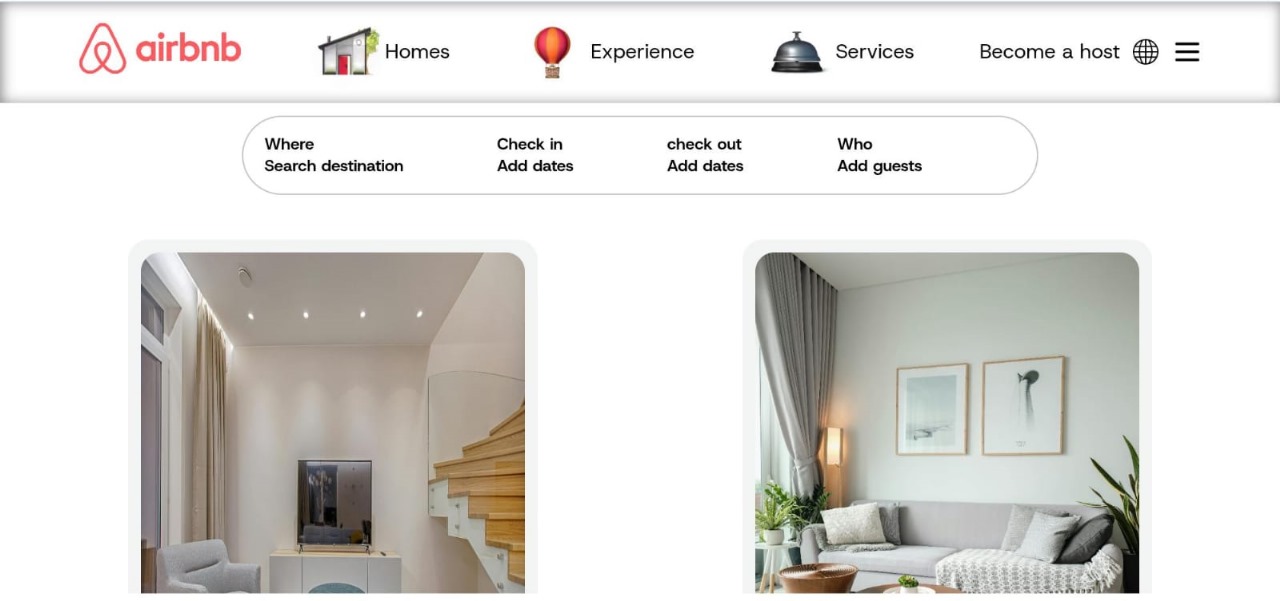 airbnb Homes Experience Services Become a host
Where Check in check out Who
Search destination Add dates Add dates Add guests